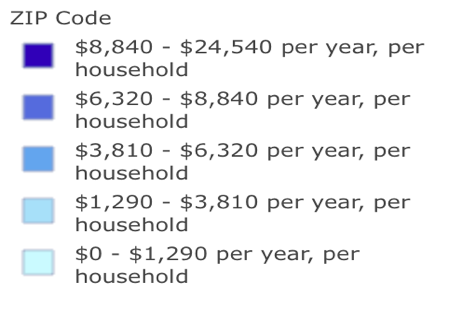 ZIP Code
$8,840 - $24,540 per year, per
household
$6,320 - $8,840 per year, per
household
$3,810 - $6,320 per year, per
household
$1,290 - $3,810 per year, per
household
$0 - $1,290 per year, per
household